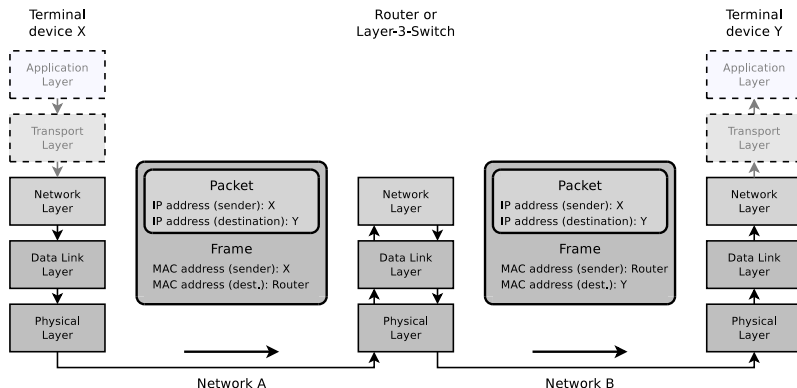 Terminal
device X
Router or
Layer-3-Switch
Terminal
device Y
Application
Layer
Transport
Layer
Network
Layer
Data Link
Layer
Physical
Layer
Packet
IP address (sender): X
IP address (destination): Y
Frame
MAC address (sender): X
MAC address (dest.): Router
Network
Layer
Data Link
Layer
Physical
Layer
Packet
IP address (sender): X
IP address (destination): Y
Frame
MAC address (sender): Router
MAC address (dest.): Y
Application
Layer
Transport
Layer
Network
Layer
Data Link
Layer
Physical
Layer
Network A
Network B